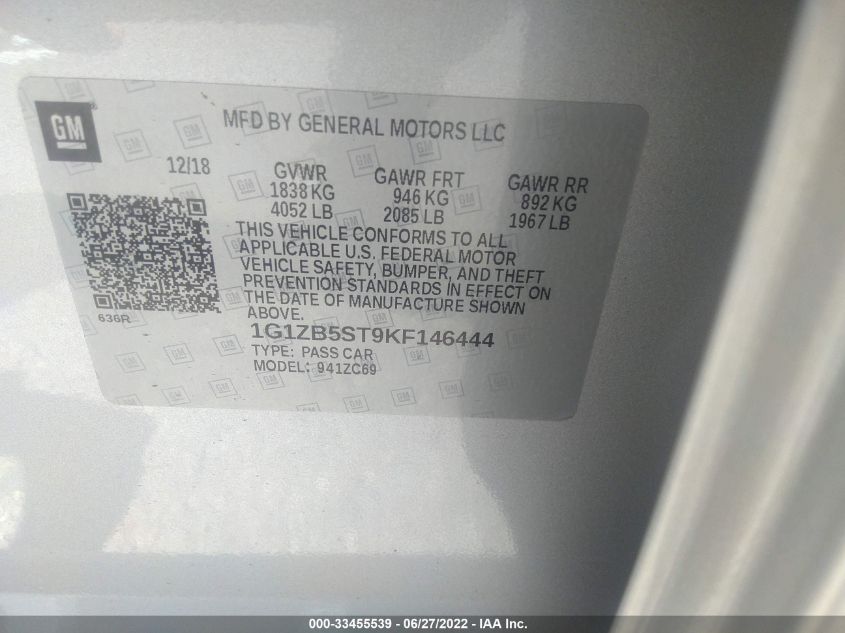 GM
MFD BY GENERAL MOTORS LLC
12/18
GVWR
1838 KG
4052 LB
GAWR FRT
946 KG
2085 LB
GAWR RR
892 KG
1967 LB
THIS VEHICLE CONFORMS TO ALL
APPLICABLE U.S. FEDERAL MOTOR
VEHICLE SAFETY, BUMPER, AND THEFT
PREVENTION STANDARDS IN EFFECT ON
THE DATE OF MANUFACTURE SHOWN
ABOVE.
636R
1G1ZB5ST9KF146444
TYPE: PASS CAR
MODEL: 941ZC69
000-33455539 - 06/27/2022 - IAA Inc.